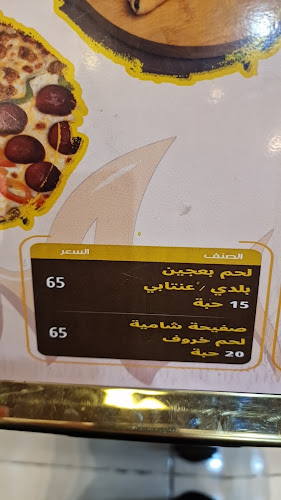 الصنف السعر
لحم بعجين
بلدي / عنتابي 65
15 حبة
صفيحة شامية
لحم خروف 65
20 حبة